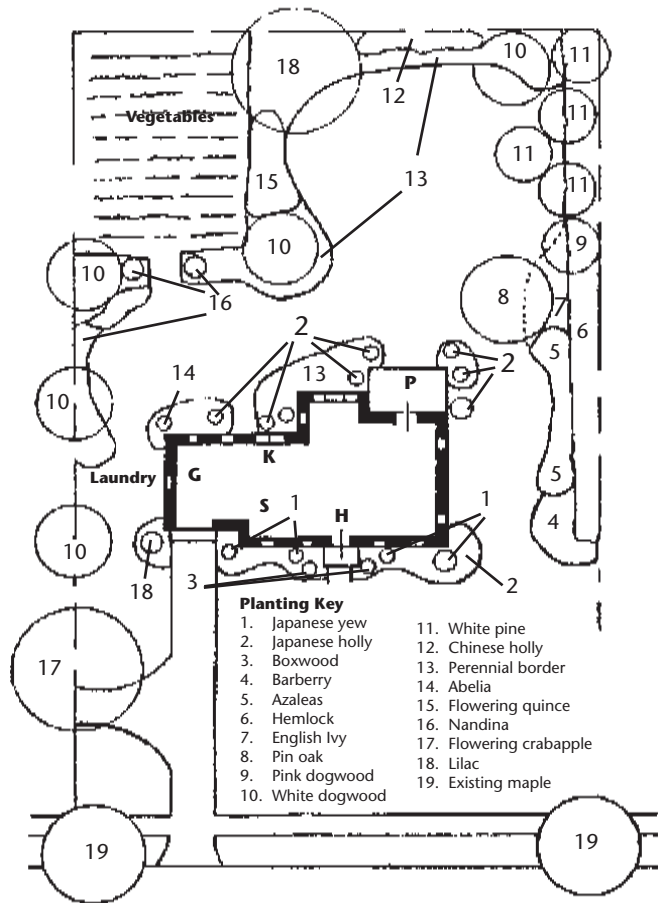 18
10
11
12
Vegetables
11
11
13
15
11
10
9
10
8
16
7
6
2
5
P
14
13
2
10
K
Laundry
G
5
S
1
1
H
4
10
18
3
2
Planting Key
1. Japanese yew
2. Japanese holly
3. Boxwood
4. Barberry
5. Azaleas
6. Hemlock
7. English Ivy
8. Pin oak
9. Pink dogwood
10. White dogwood
11. White pine
12. Chinese holly
13. Perennial border
14. Abelia
15. Flowering quince
16. Nandina
17. Flowering crabapple
18. Lilac
19. Existing maple
17
19
19